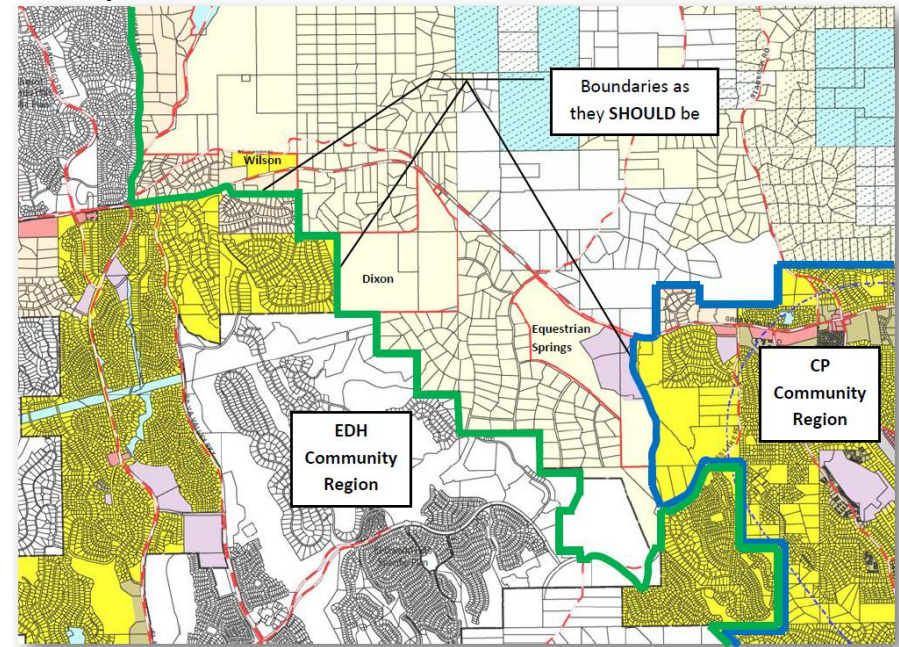 Boundaries as
they SHOULD be
Wilson
Dixon
Equestrian
Springs
CP
Community
Region
EDH
Community
Region